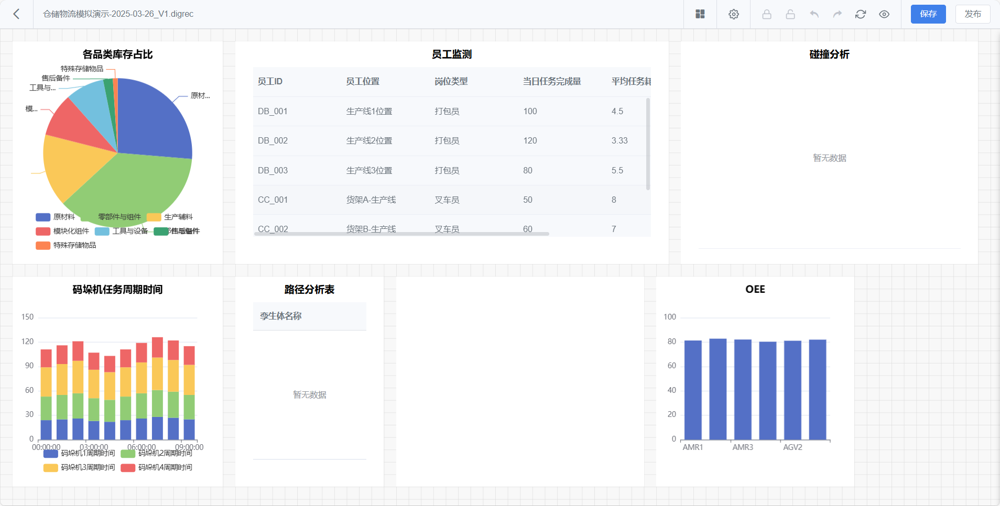 仓储物流模拟演示-2025-03-26_V1.digrec
保存
发布
各品类库存占比
特殊存储物品
售后备件
工具与...
模...
原材...
原材料
零部件与组件
生产辅料
模块化组件
工具与设备
售后备件
特殊存储物品
员工监测
员工ID 员工位置 岗位类型 当日任务完成量 平均任务耗
DB_001 生产线1位置 打包员 100 4.5
DB_002 生产线2位置 打包员 120 3.33
DB_003 生产线3位置 打包员 80 5.5
CC_001 货架A-生产线 叉车员 50 8
CC_002 货架B-生产线 叉车员 60 7
碰撞分析
暂无数据
码垛机任务周期时间
150
120
90
60
30
0
00:00:00 03:00:00 06:00:00 09:00:00
码垛机1周期时间 码垛机2周期时间
码垛机3周期时间 码垛机4周期时间
路径分析表
孪生体名称
暂无数据
OEE
100
80
60
40
20
0
AMR1 AMR3 AGV2